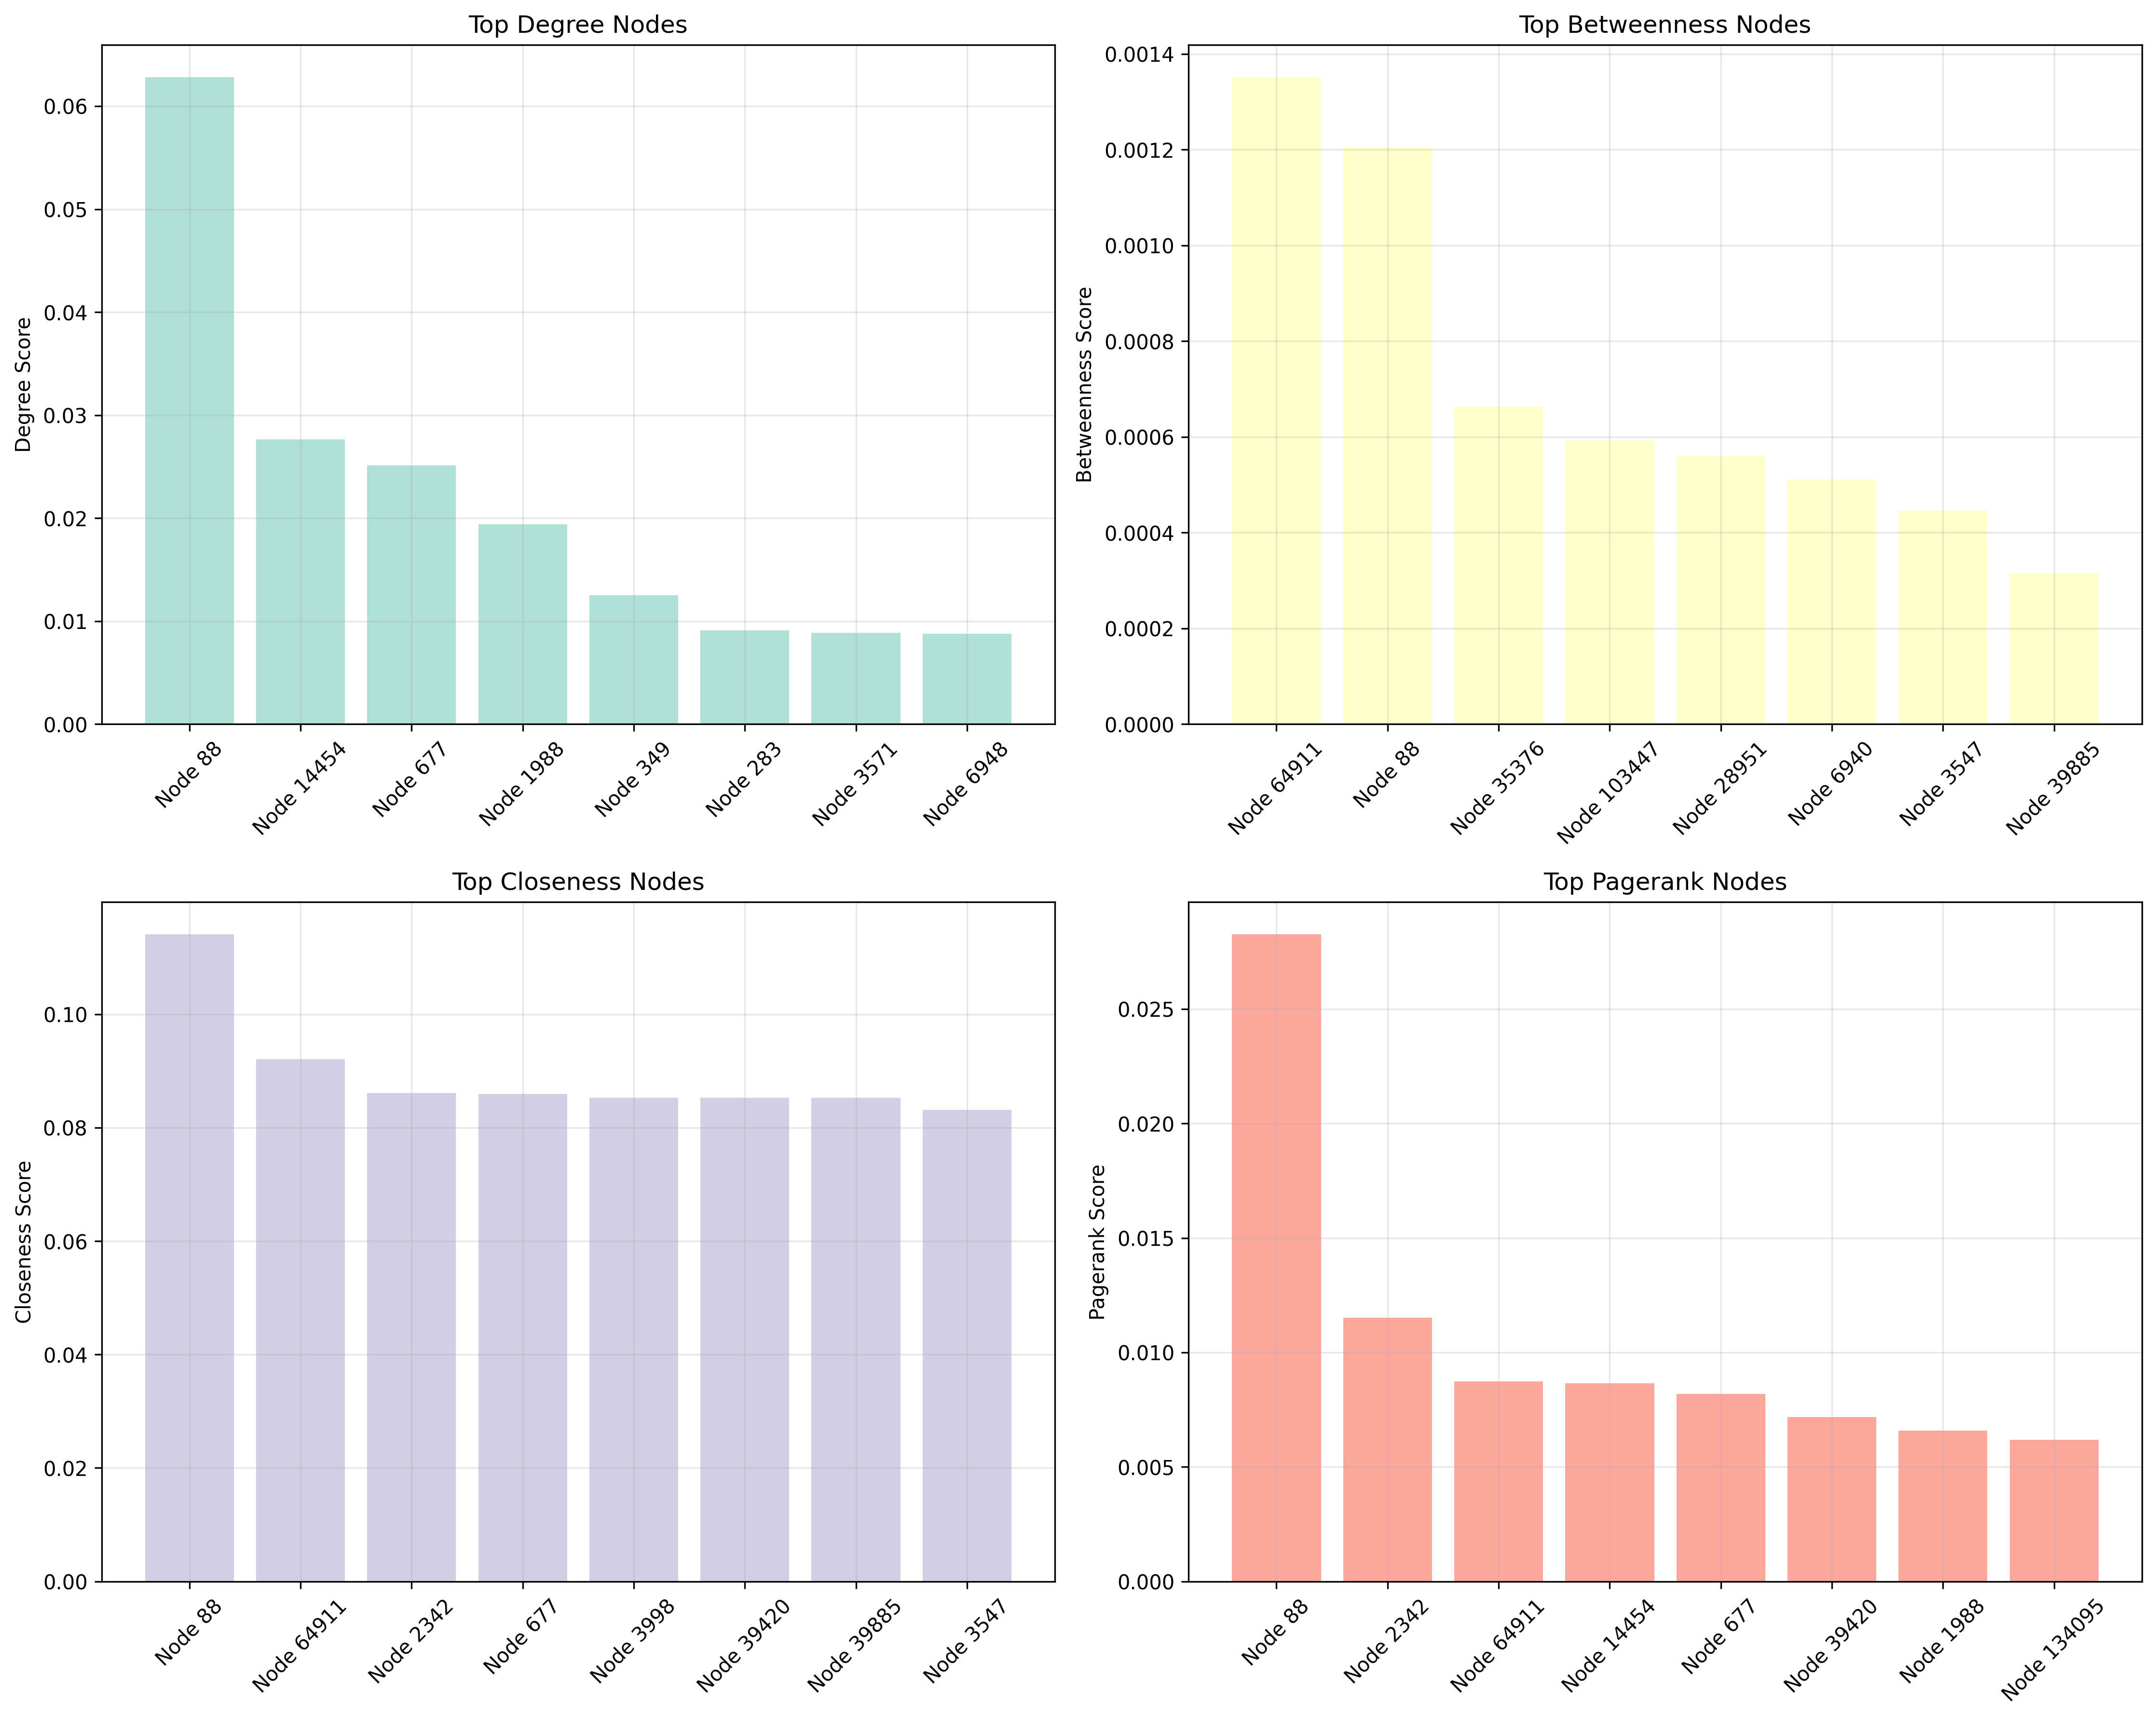 Top Degree Nodes
Degree Score
0.06
0.05
0.04
0.03
0.02
0.01
0.00
Node 88
Node 14454
Node 677
Node 1988
Node 349
Node 283
Node 3571
Node 6948
Top Betweenness Nodes
Betweenness Score
0.0014
0.0012
0.0010
0.0008
0.0006
0.0004
0.0002
0.0000
Node 64911
Node 88
Node 35376
Node 103447
Node 28951
Node 6940
Node 3547
Node 39885
Top Closeness Nodes
Closeness Score
0.10
0.08
0.06
0.04
0.02
0.00
Node 88
Node 64911
Node 2342
Node 677
Node 3998
Node 39420
Node 39885
Node 3547
Top Pagerank Nodes
Pagerank Score
0.025
0.020
0.015
0.010
0.005
0.000
Node 88
Node 2342
Node 64911
Node 14454
Node 677
Node 39420
Node 1988
Node 134095